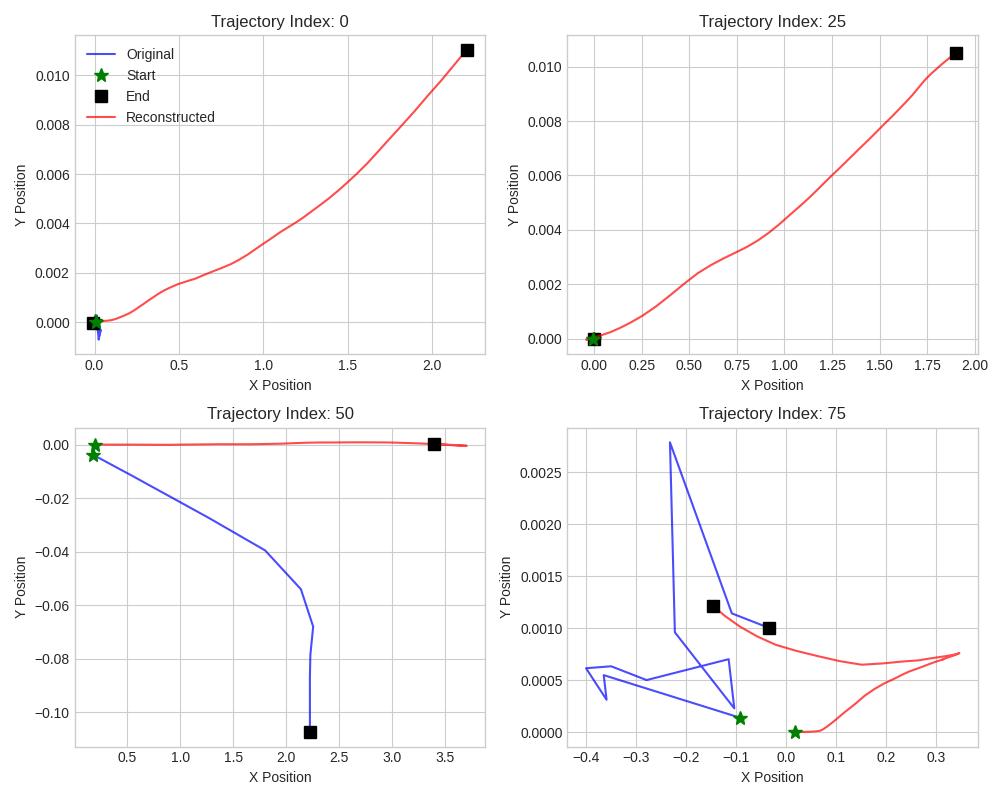 Trajectory Index: 0
Original
Start
End
Reconstructed
0.010
0.008
0.006
0.004
0.002
0.000
Y Position
0.0 0.5 1.0 1.5 2.0
X Position
Trajectory Index: 25
0.010
0.008
0.006
0.004
0.002
0.000
Y Position
0.00 0.25 0.50 0.75 1.00 1.25 1.50 1.75 2.00
X Position
Trajectory Index: 50
0.00
−0.02
−0.04
−0.06
−0.08
−0.10
Y Position
0.5 1.0 1.5 2.0 2.5 3.0 3.5
X Position
Trajectory Index: 75
0.0025
0.0020
0.0015
0.0010
0.0005
0.0000
Y Position
−0.4 −0.3 −0.2 −0.1 0.0 0.1 0.2 0.3
X Position